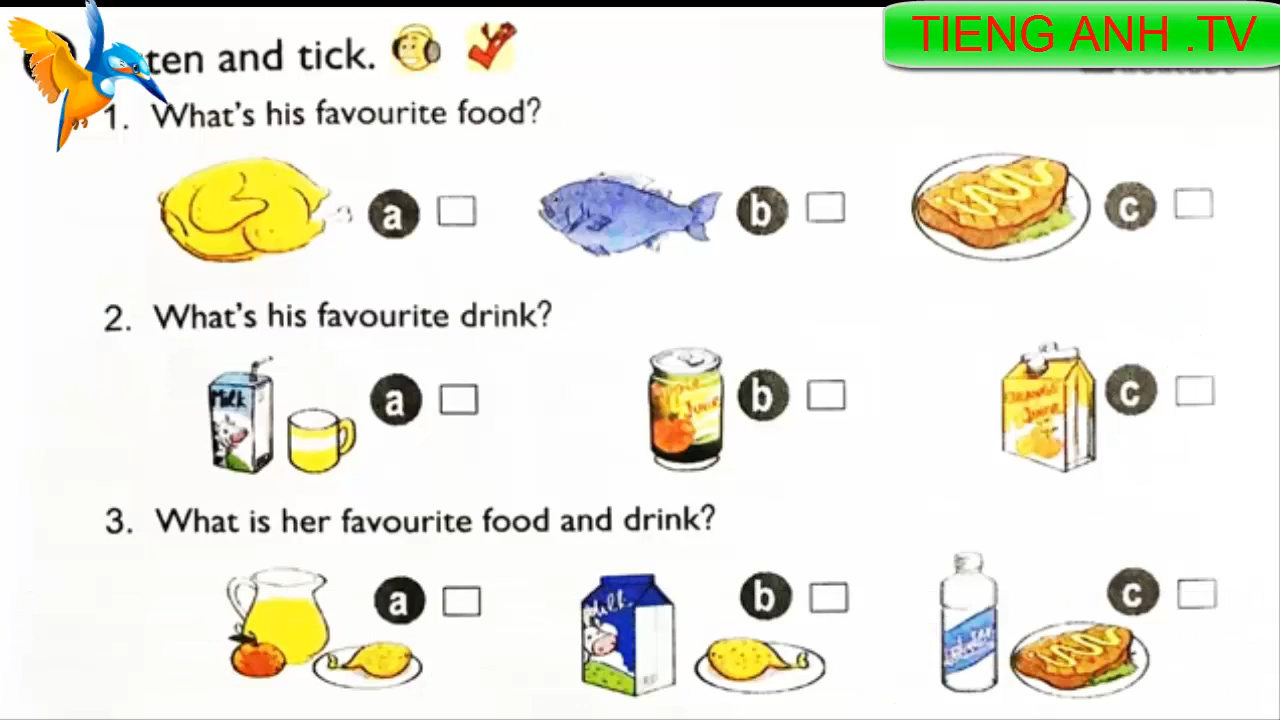 TIENG ANH .TV
ten and tick.
1. What's his favourite food?
a
b
c
2. What's his favourite drink?
Milk
a
Juice
b
ORANGE
Juice
c
3. What is her favourite food and drink?
a
Milk
b
c